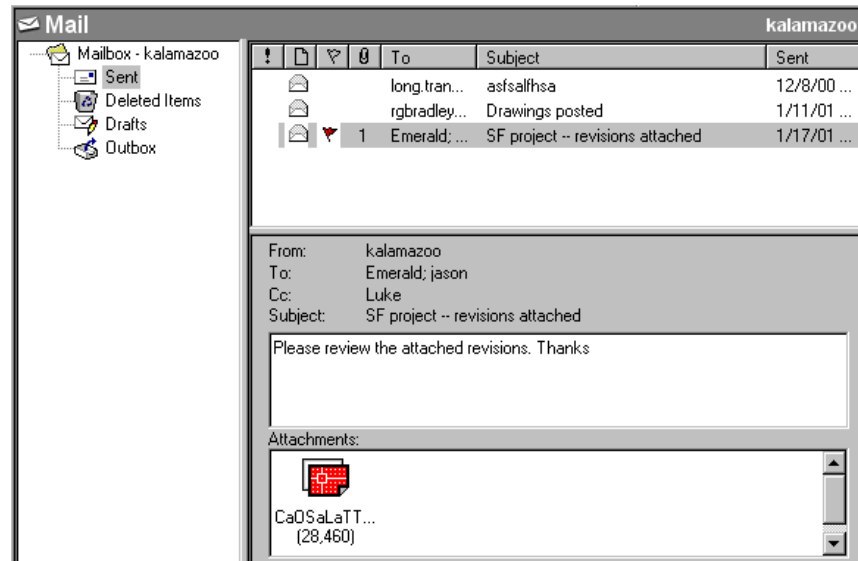 Mail kalamazoo
Mailbox - kalamazoo
Sent
Deleted Items
Drafts
Outbox
! To Subject Sent
long.tran... asfsalfhsa 12/8/00 ...
rgbradley... Drawings posted 1/11/01 ...
1 Emerald; ... SF project -- revisions attached 1/17/01 ...
From: kalamazoo
To: Emerald; jason
Cc: Luke
Subject: SF project -- revisions attached
Please review the attached revisions. Thanks
Attachments:
CaOSaLaTT...
(28,460)